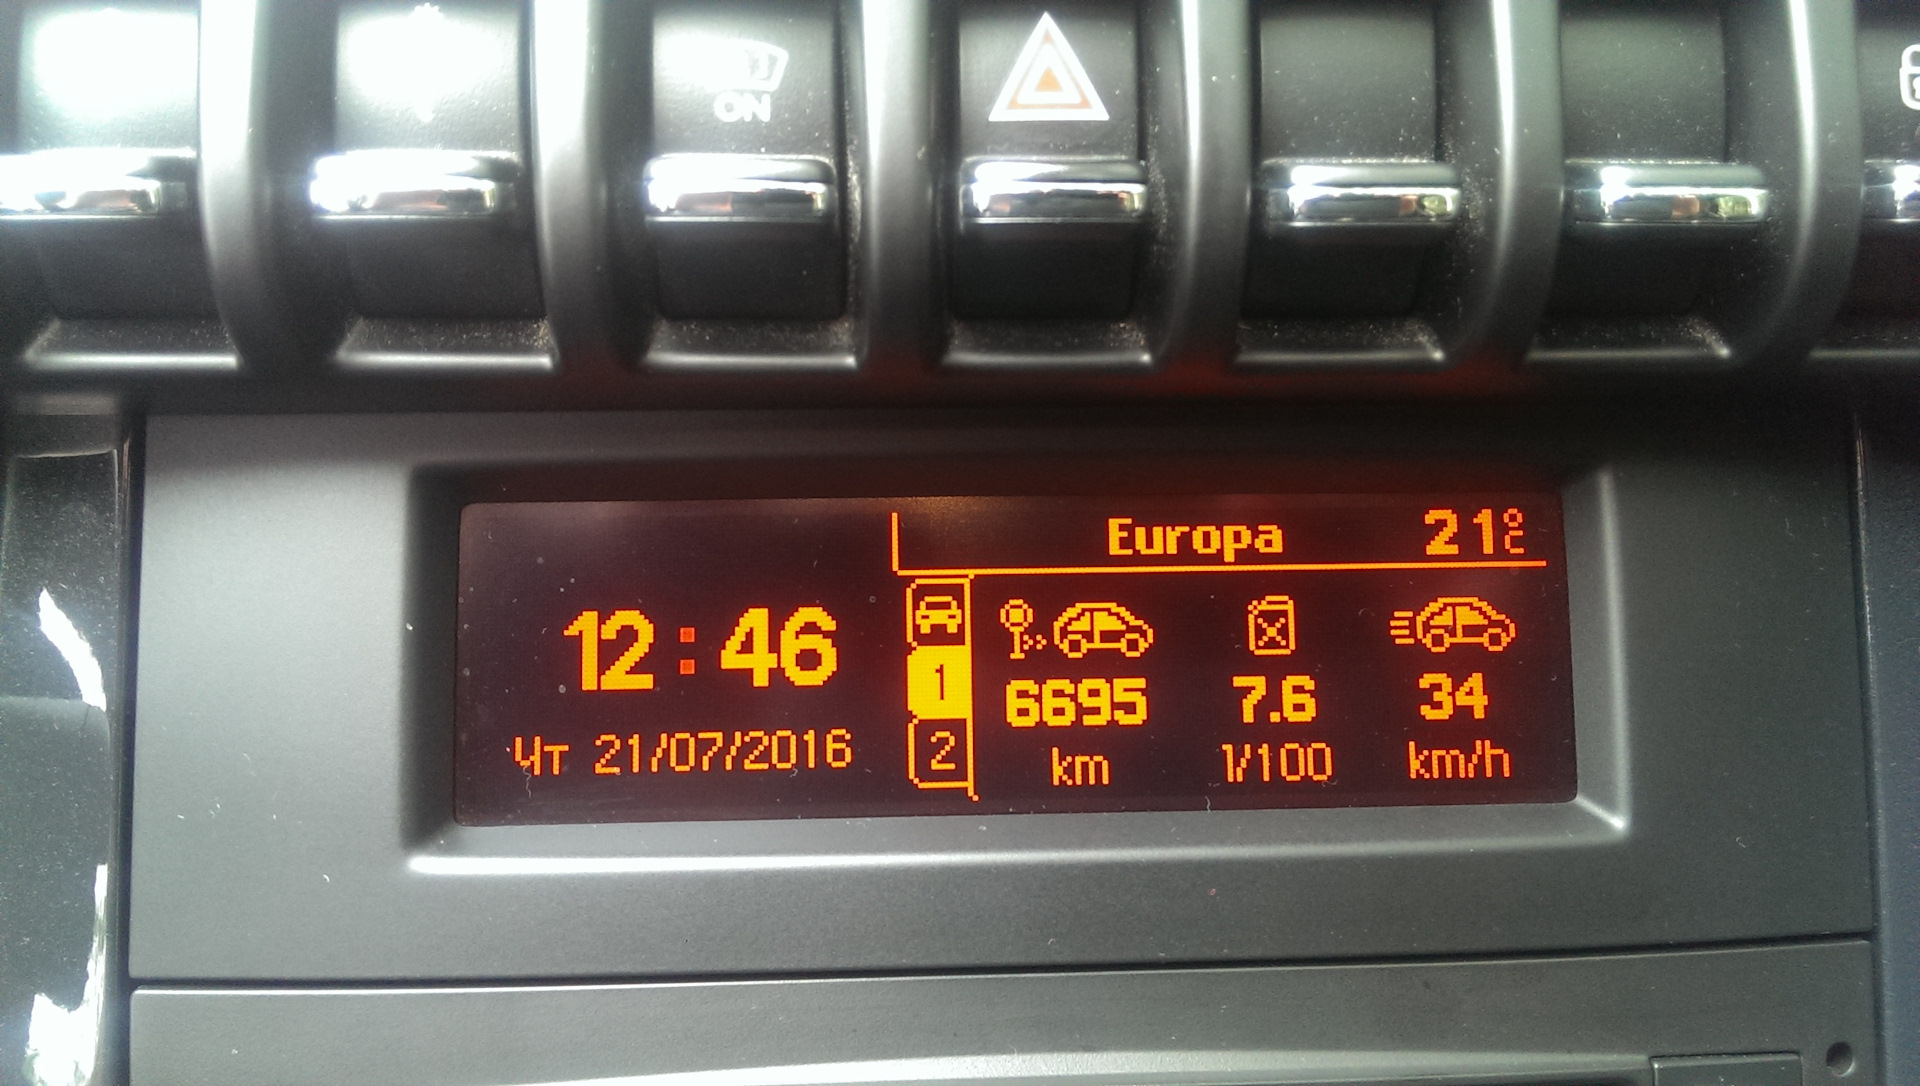 ON
Europa 21°C
12:46
1
6695 7.6 34
Чт 21/07/2016
2
km l/100 km/h